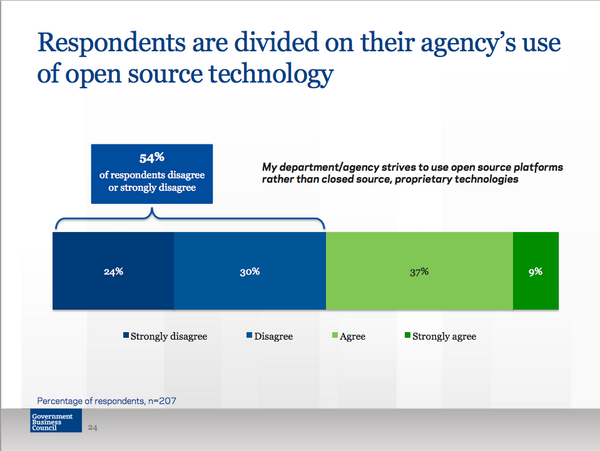 Respondents are divided on their agency's use
of open source technology
54%
of respondents disagree
or strongly disagree
My department/agency strives to use open source platforms
rather than closed source, proprietary technologies
24%
30%
37%
9%
Strongly disagree
Disagree
Agree
Strongly agree
Percentage of respondents, n=207
Government
Business
Council
24